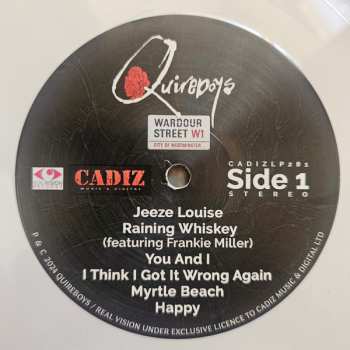 Quireboys
WARDOUR
STREET W1
CITY OF WESTMINSTER
CADIZLP281
Side 1
STEREO
CADIZ
MUSIC & DIGITAL
Jeeze Louise
Raining Whiskey
(featuring Frankie Miller)
You And I
I Think I Got It Wrong Again
Myrtle Beach
Happy
P & C 2024 QUIREBOYS / REAL VISION UNDER EXCLUSIVE LICENCE TO CADIZ MUSIC & DIGITAL LTD